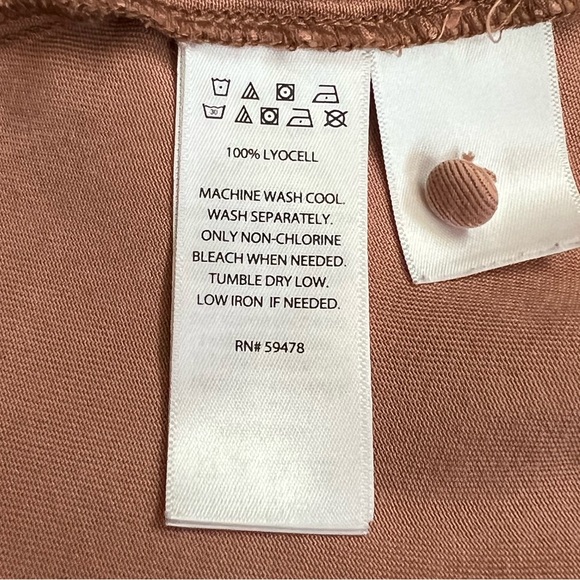 30
100% LYOCELL
MACHINE WASH COOL.
WASH SEPARATELY.
ONLY NON-CHLORINE
BLEACH WHEN NEEDED.
TUMBLE DRY LOW.
LOW IRON IF NEEDED.
RN# 59478